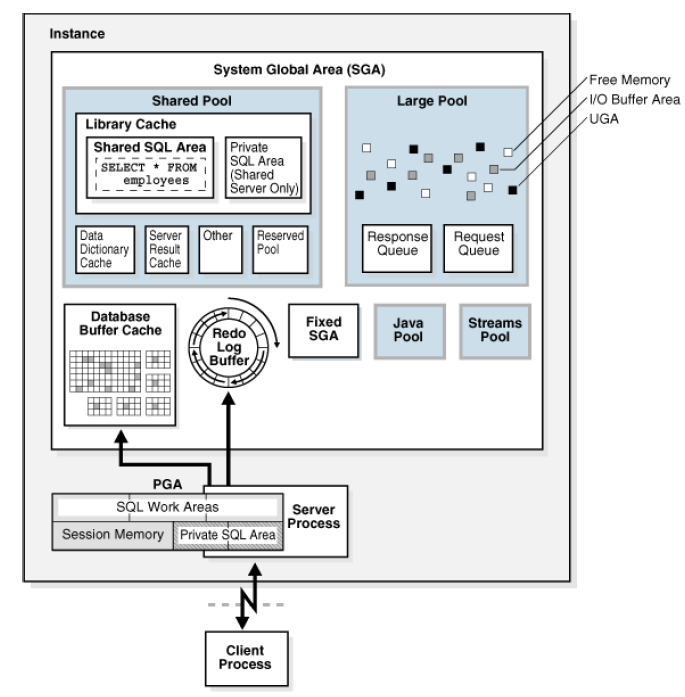 Instance
System Global Area (SGA)
Shared Pool
Library Cache
Shared SQL Area
SELECT * FROM
employees
Private
SQL Area
(Shared
Server Only)
Data
Dictionary
Cache
Server
Result
Cache
Other
Reserved
Pool
Large Pool
Free Memory
I/O Buffer Area
UGA
Response
Queue
Request
Queue
Database
Buffer Cache
Redo
Log
Buffer
Fixed
SGA
Java
Pool
Streams
Pool
PGA
SQL Work Areas
Session Memory
Private SQL Area
Server
Process
Client
Process